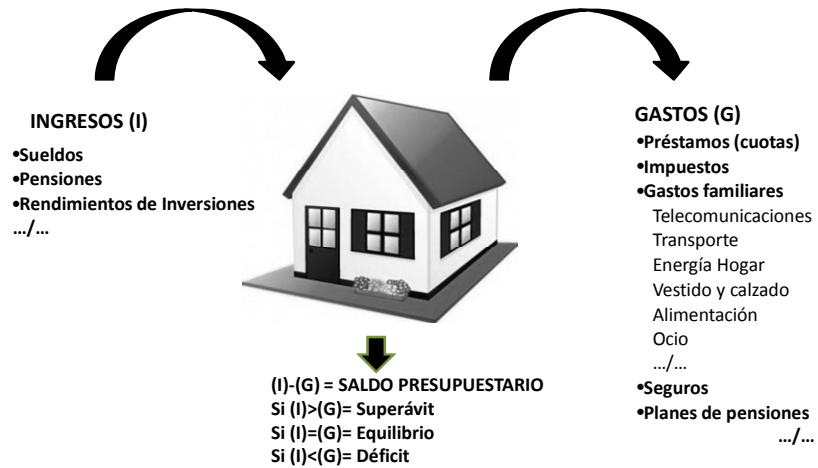 INGRESOS (I)
•Sueldos
•Pensiones
•Rendimientos de Inversiones
.../...
GASTOS (G)
•Préstamos (cuotas)
•Impuestos
•Gastos familiares
Telecomunicaciones
Transporte
Energía Hogar
Vestido y calzado
Alimentación
Ocio
.../...
•Seguros
•Planes de pensiones
.../...
(I)-(G) = SALDO PRESUPUESTARIO
Si (I)>(G)= Superávit
Si (I)=(G)= Equilibrio
Si (I)<(G)= Déficit